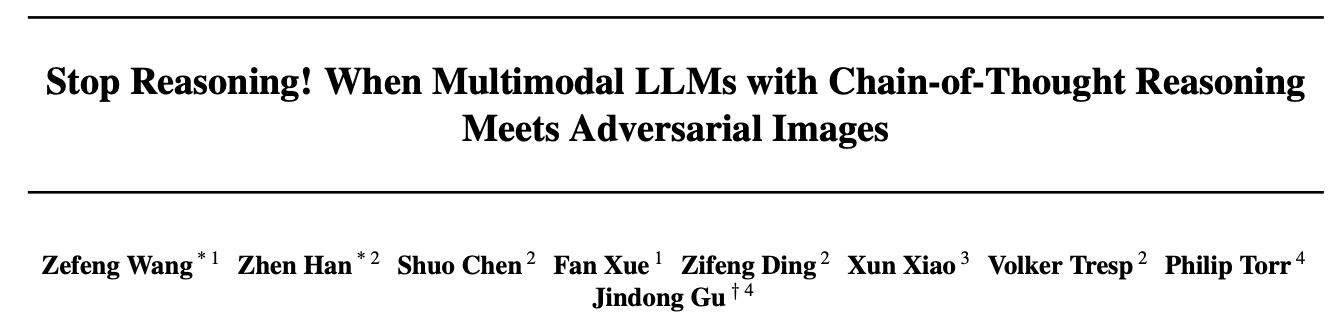 Stop Reasoning! When Multimodal LLMs with Chain-of-Thought Reasoning
Meets Adversarial Images
Zefeng Wang * 1 Zhen Han * 2 Shuo Chen 2 Fan Xue 1 Zifeng Ding 2 Xun Xiao 3 Volker Tresp 2 Philip Torr 4
Jindong Gu † 4